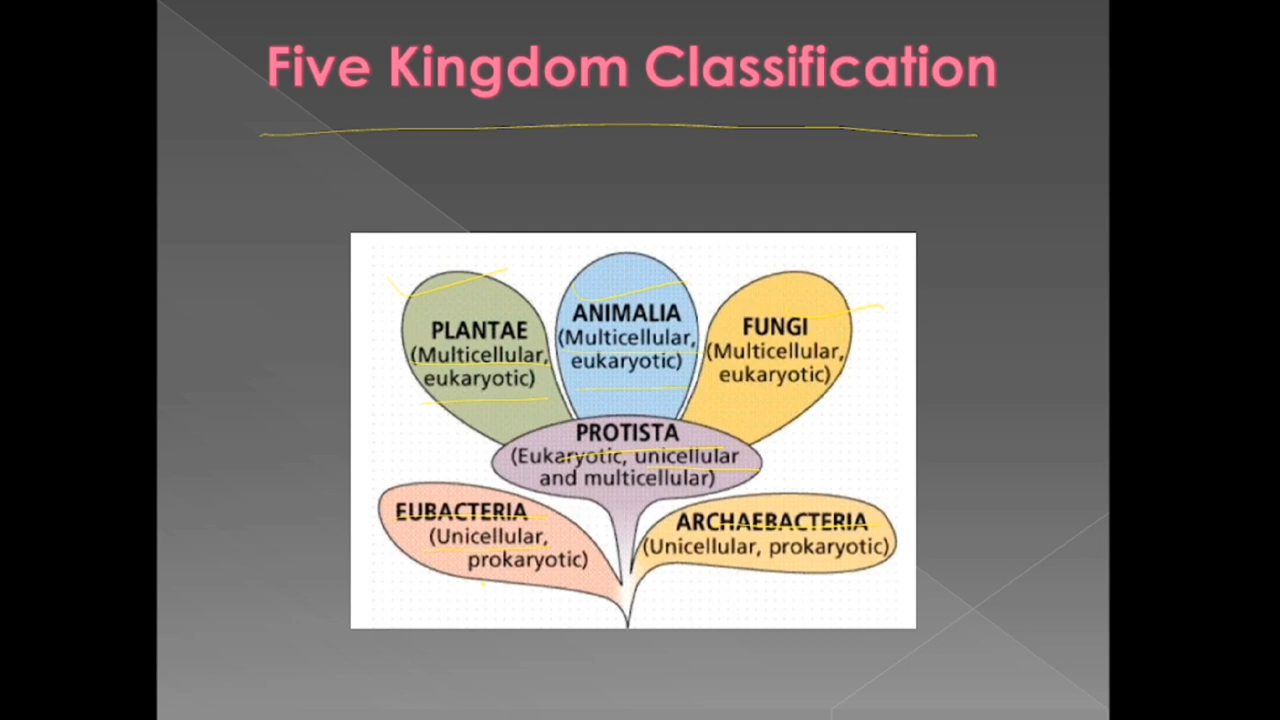 Five Kingdom Classification
PLANTAE
(Multicellular,
eukaryotic)
ANIMALIA
(Multicellular,
eukaryotic)
FUNGI
(Multicellular,
eukaryotic)
PROTISTA
(Eukaryotic, unicellular
and multicellular)
EUBACTERIA
(Unicellular,
prokaryotic)
ARCHAEBACTERIA
(Unicellular, prokaryotic)